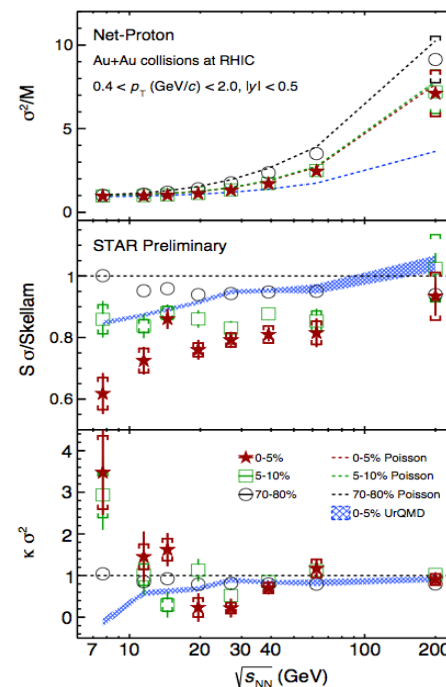 Net-Proton
Au+Au collisions at RHIC
0.4 < p_T (GeV/c) < 2.0, |y| < 0.5
σ²/M
10
5
0
STAR Preliminary
S σ/Skellam
1
0.8
0.6
0-5%
0-5% Poisson
5-10%
5-10% Poisson
70-80%
70-80% Poisson
0-5% UrQMD
κ σ²
4
3
2
1
0
7 10 20 30 40 100 200
√s_NN (GeV)